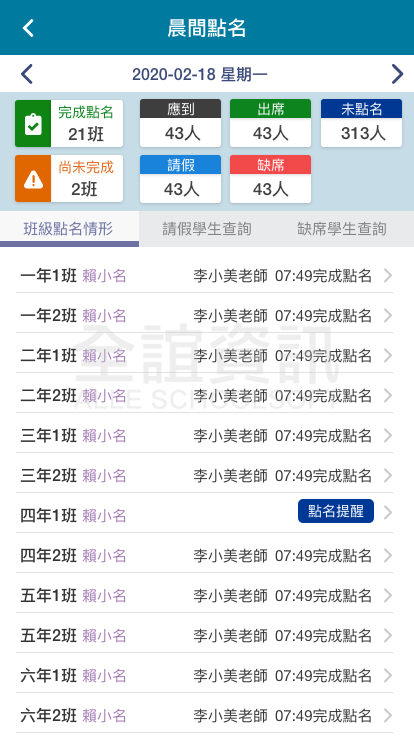 晨間點名
2020-02-18 星期一
完成點名 應到 出席 未點名
21班 43人 43人 313人
尚未完成 請假 缺席
2班 43人 43人
班級點名情形 請假學生查詢 缺席學生查詢
一年1班 賴小名 李小美老師 07:49完成點名
一年2班 賴小名 李小美老師 07:49完成點名
全誼資訊
二年1班 賴小名 李小美老師 07:49完成點名
二年2班 賴小名 李小美老師 07:49完成點名
ALLE SCHOOLSOFT
三年1班 賴小名 李小美老師 07:49完成點名
三年2班 賴小名 李小美老師 07:49完成點名
四年1班 賴小名 點名提醒
四年2班 賴小名 李小美老師 07:49完成點名
五年1班 賴小名 李小美老師 07:49完成點名
五年2班 賴小名 李小美老師 07:49完成點名
六年1班 賴小名 李小美老師 07:49完成點名
六年2班 賴小名 李小美老師 07:49完成點名